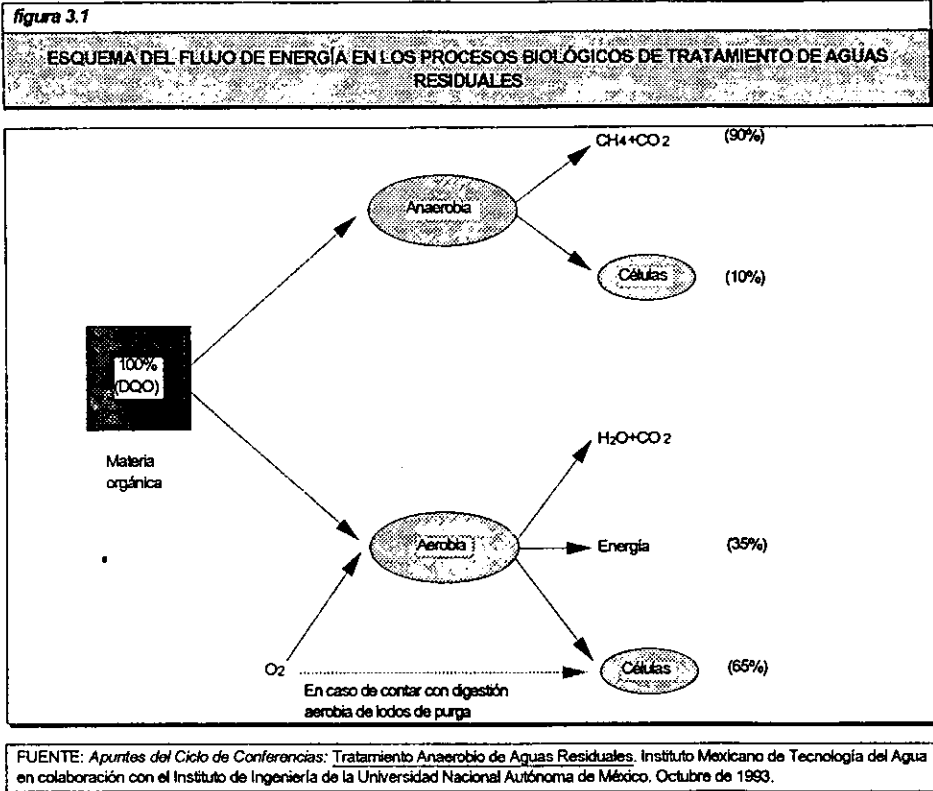 figura 3.1
ESQUEMA DEL FLUJO DE ENERGÍA EN LOS PROCESOS BIOLÓGICOS DE TRATAMIENTO DE AGUAS
RESIDUALES
CH4+CO2 (90%)
Anaerobia
Células (10%)
100%
(DQO)
Materia
orgánica
H2O+CO2
Aerobia
Energía (35%)
O2
Células (65%)
En caso de contar con digestión
aerobia de lodos de purga
FUENTE: Apuntes del Ciclo de Conferencias: Tratamiento Anaerobio de Aguas Residuales. Instituto Mexicano de Tecnología del Agua
en colaboración con el Instituto de Ingeniería de la Universidad Nacional Autónoma de México, Octubre de 1993.